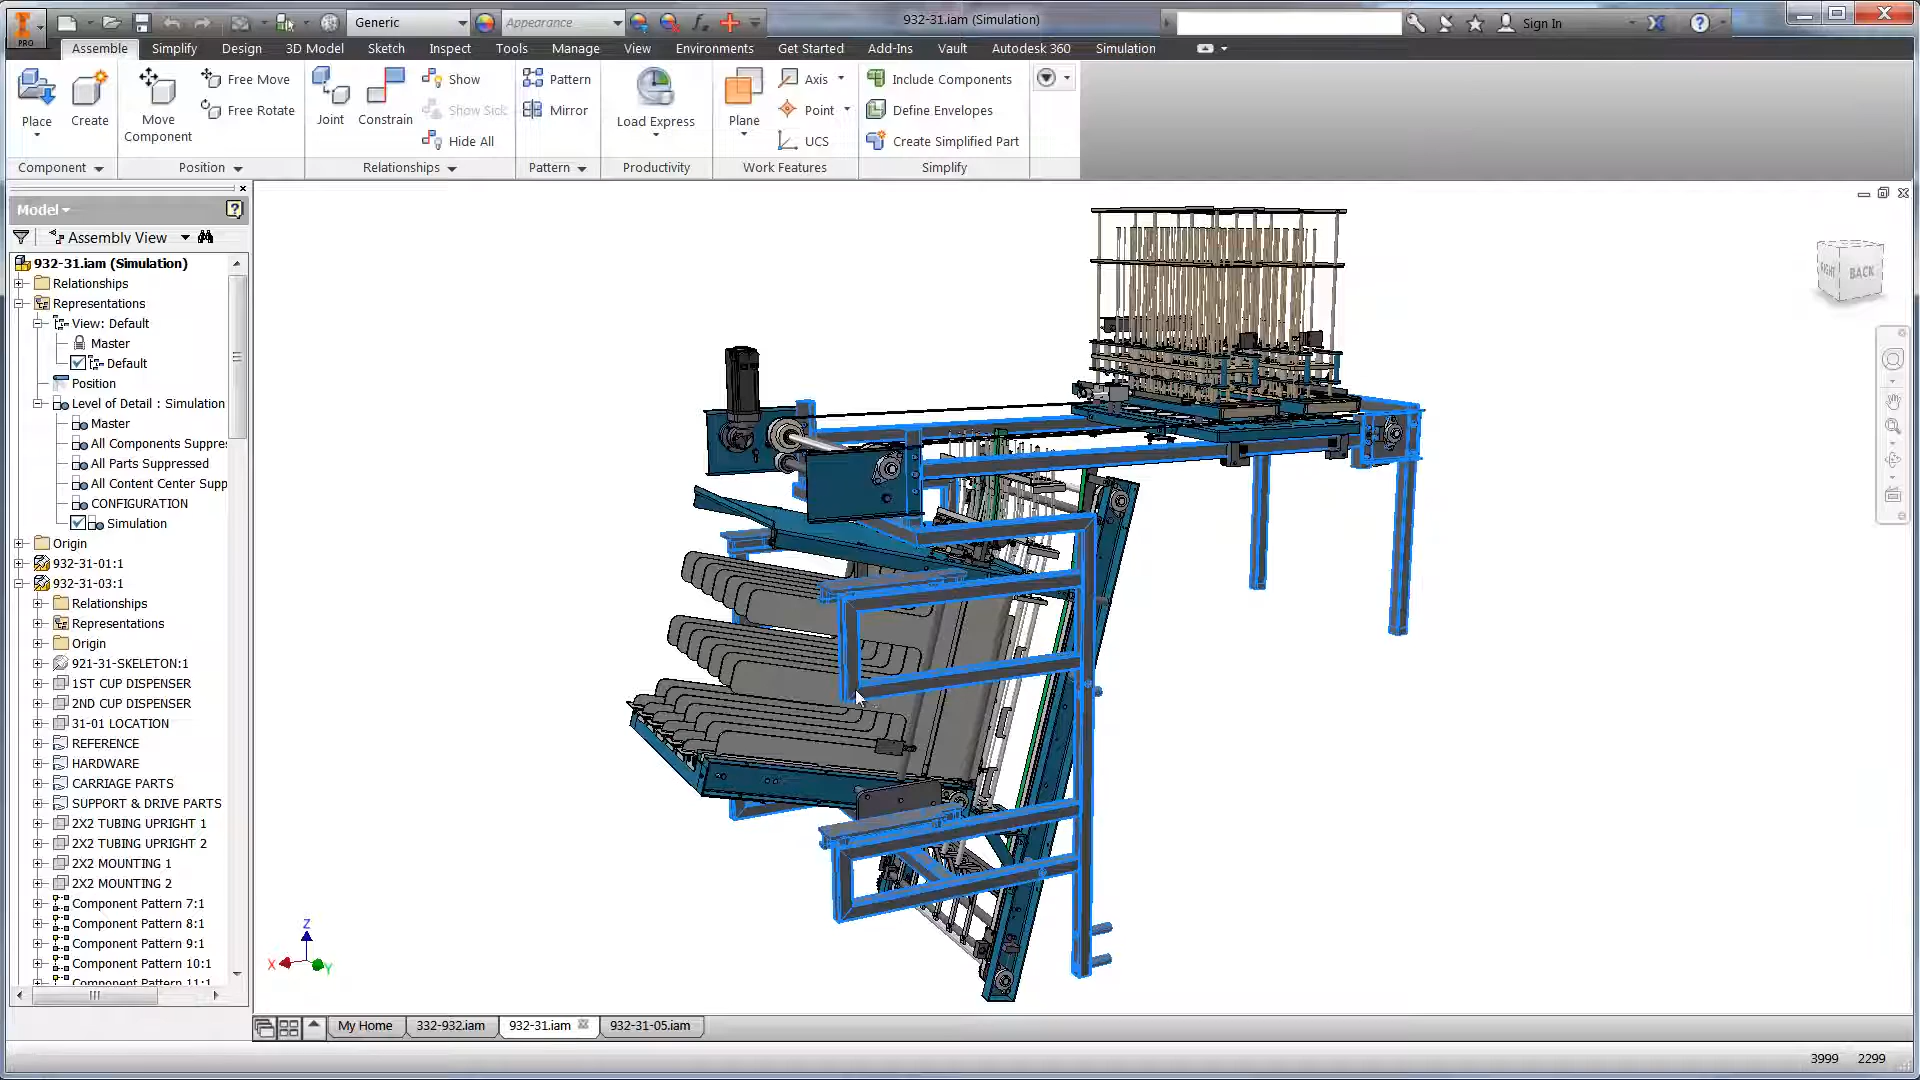 PRO
Generic
Appearance
932-31.iam (Simulation)
Sign In
Assemble Simplify Design 3D Model Sketch Inspect Tools Manage View Environments Get Started Add-Ins Vault Autodesk 360 Simulation
Place
Create
Move
Component
Free Move
Free Rotate
Joint
Constrain
Show
Show Sick
Hide All
Pattern
Mirror
Load Express
Plane
Axis
Point
UCS
Include Components
Define Envelopes
Create Simplified Part
Component Position Relationships Pattern Productivity Work Features Simplify
Model
Assembly View
932-31.iam (Simulation)
Relationships
Representations
View: Default
Master
Default
Position
Level of Detail : Simulation
Master
All Components Suppre
All Parts Suppressed
All Content Center Supp
CONFIGURATION
Simulation
Origin
932-31-01:1
932-31-03:1
Relationships
Representations
Origin
921-31-SKELETON:1
1ST CUP DISPENSER
2ND CUP DISPENSER
31-01 LOCATION
REFERENCE
HARDWARE
CARRIAGE PARTS
SUPPORT & DRIVE PARTS
2X2 TUBING UPRIGHT 1
2X2 TUBING UPRIGHT 2
2X2 MOUNTING 1
2X2 MOUNTING 2
Component Pattern 7:1
Component Pattern 8:1
Component Pattern 9:1
Component Pattern 10:1
Component Pattern 11:1
RIGHT BACK
Z
X
Y
My Home 332-932.iam 932-31.iam 932-31-05.iam
3999 2299